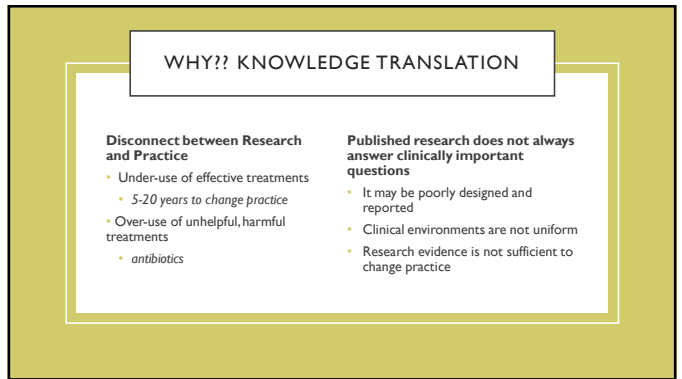 WHY?? KNOWLEDGE TRANSLATION
Disconnect between Research
and Practice
• Under-use of effective treatments
• 5-20 years to change practice
• Over-use of unhelpful, harmful
treatments
• antibiotics
Published research does not always
answer clinically important
questions
• It may be poorly designed and
reported
• Clinical environments are not uniform
• Research evidence is not sufficient to
change practice